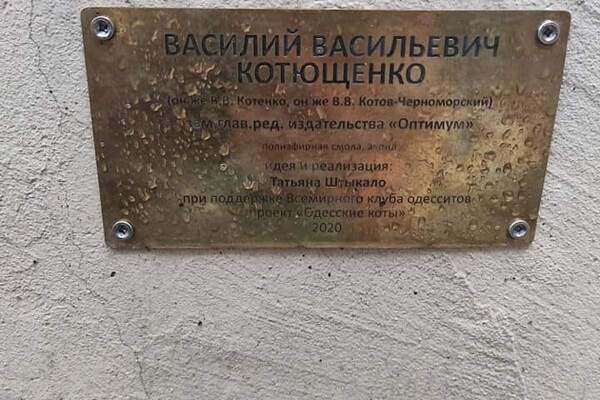 ВАСИЛИЙ ВАСИЛЬЕВИЧ
КОТЮЩЕНКО
(он же К.В. Котенко, он же В.В. Котов-Черноморский)
зам.глав.ред. издательства «Оптимум»
полиэфирная смола, акрил
идея и реализация:
Татьяна Штыкало
при поддержке Всемирного клуба одесситов
проект «Одесские коты»
2020